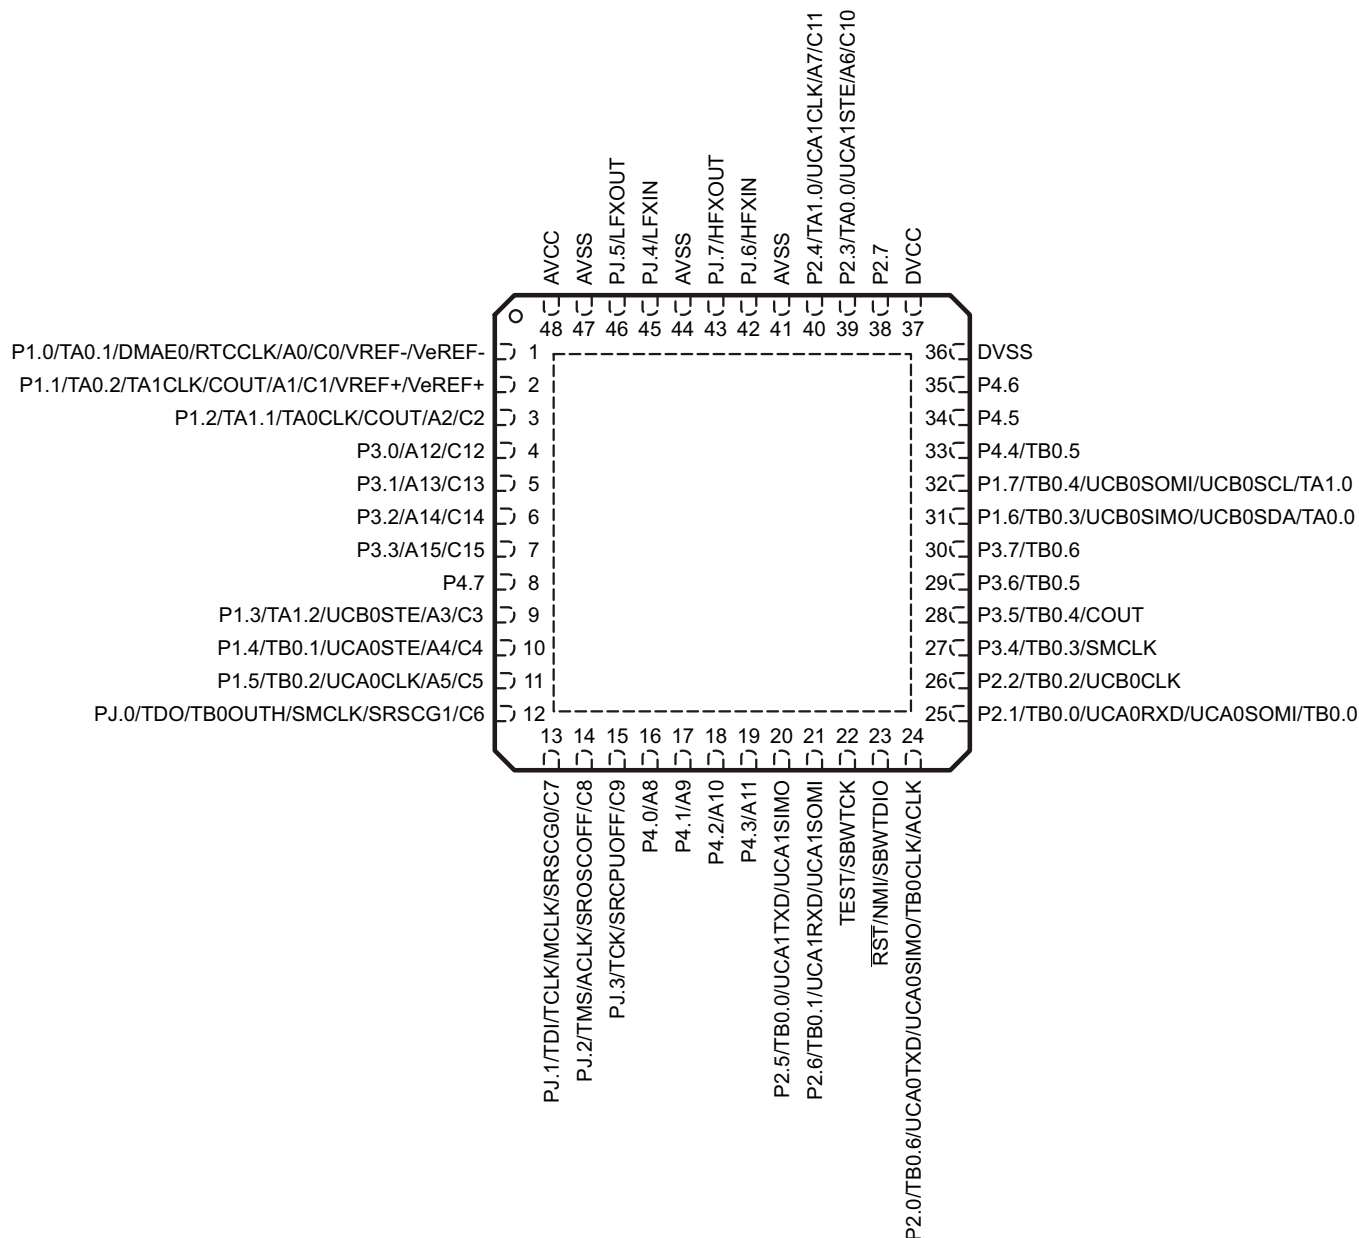 AVCC
AVSS
PJ.5/LFXOUT
PJ.4/LFXIN
AVSS
PJ.7/HFXOUT
PJ.6/HFXIN
AVSS
P2.4/TA1.0/UCA1CLK/A7/C11
P2.3/TA0.0/UCA1STE/A6/C10
P2.7
DVCC
48 47 46 45 44 43 42 41 40 39 38 37
P1.0/TA0.1/DMAE0/RTCCLK/A0/C0/VREF-/VeREF- 1
36 DVSS
P1.1/TA0.2/TA1CLK/COUT/A1/C1/VREF+/VeREF+ 2
35 P4.6
P1.2/TA1.1/TA0CLK/COUT/A2/C2 3
34 P4.5
P3.0/A12/C12 4
33 P4.4/TB0.5
P3.1/A13/C13 5
32 P1.7/TB0.4/UCB0SOMI/UCB0SCL/TA1.0
P3.2/A14/C14 6
31 P1.6/TB0.3/UCB0SIMO/UCB0SDA/TA0.0
P3.3/A15/C15 7
30 P3.7/TB0.6
P4.7 8
29 P3.6/TB0.5
P1.3/TA1.2/UCB0STE/A3/C3 9
28 P3.5/TB0.4/COUT
P1.4/TB0.1/UCA0STE/A4/C4 10
27 P3.4/TB0.3/SMCLK
P1.5/TB0.2/UCA0CLK/A5/C5 11
26 P2.2/TB0.2/UCB0CLK
PJ.0/TDO/TB0OUTH/SMCLK/SRSCG1/C6 12
25 P2.1/TB0.0/UCA0RXD/UCA0SOMI/TB0.0
13 14 15 16 17 18 19 20 21 22 23 24
PJ.1/TDI/TCLK/MCLK/SRSCG0/C7
PJ.2/TMS/ACLK/SROSCOFF/C8
PJ.3/TCK/SRCPUOFF/C9
P4.0/A8
P4.1/A9
P4.2/A10
P4.3/A11
P2.5/TB0.0/UCA1TXD/UCA1SIMO
P2.6/TB0.1/UCA1RXD/UCA1SOMI
TEST/SBWTCK
RST/NMI/SBWTDIO
P2.0/TB0.6/UCA0TXD/UCA0SIMO/TB0CLK/ACLK